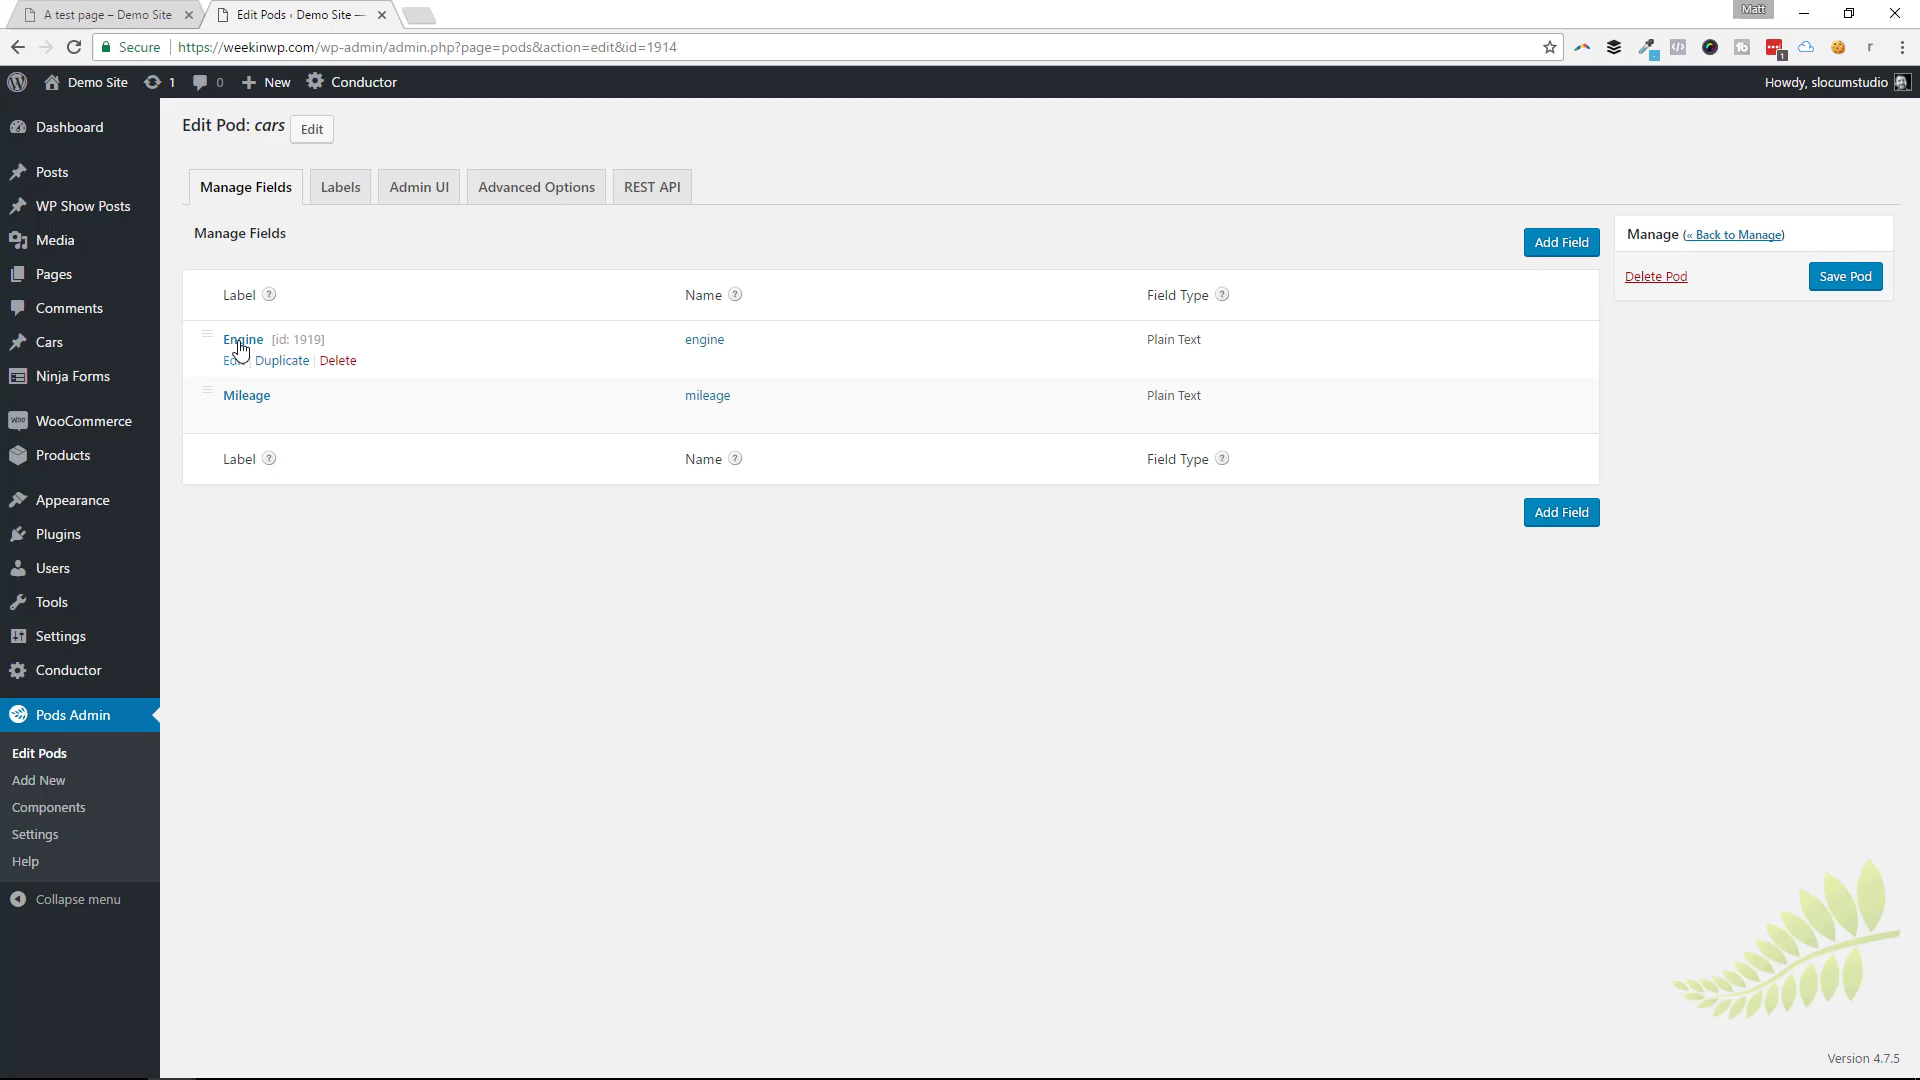 A test page – Demo Site
Edit Pods ‹ Demo Site —
Matt
Secure
https://weekinwp.com/wp-admin/admin.php?page=pods&action=edit&id=1914
Demo Site
1
0
New
Conductor
Howdy, slocumstudio
Dashboard
Posts
WP Show Posts
Media
Pages
Comments
Cars
Ninja Forms
WooCommerce
Products
Appearance
Plugins
Users
Tools
Settings
Conductor
Pods Admin
Edit Pods
Add New
Components
Settings
Help
Collapse menu
Edit Pod: cars
Edit
Manage Fields
Labels
Admin UI
Advanced Options
REST API
Manage Fields
Add Field
Label ? Name ? Field Type ?
Engine [id: 1919] engine Plain Text
Edit | Duplicate | Delete
Mileage mileage Plain Text
Label ? Name ? Field Type ?
Add Field
Manage (« Back to Manage)
Delete Pod
Save Pod
Version 4.7.5